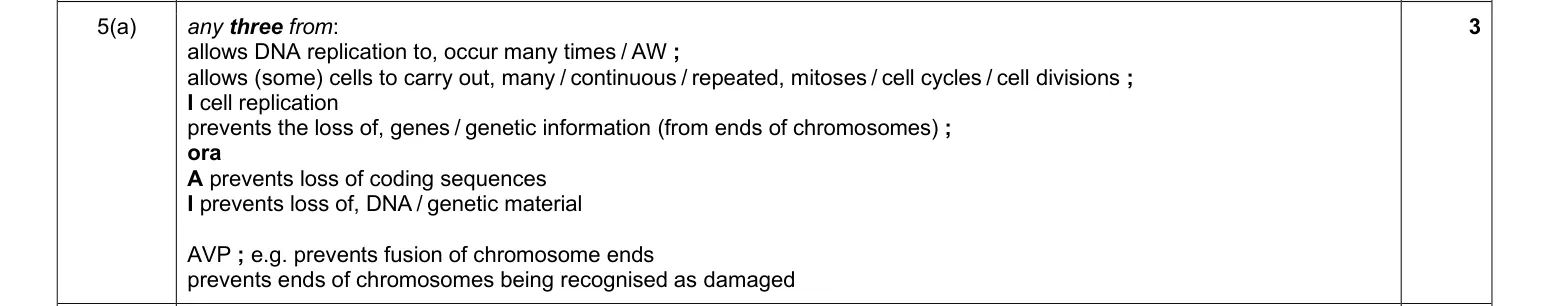 5(a)
any three from:
3
allows DNA replication to, occur many times / AW ;
allows (some) cells to carry out, many / continuous / repeated, mitoses / cell cycles / cell divisions ;
I cell replication
prevents the loss of, genes / genetic information (from ends of chromosomes) ;
ora
A prevents loss of coding sequences
I prevents loss of, DNA / genetic material
AVP ; e.g. prevents fusion of chromosome ends
prevents ends of chromosomes being recognised as damaged